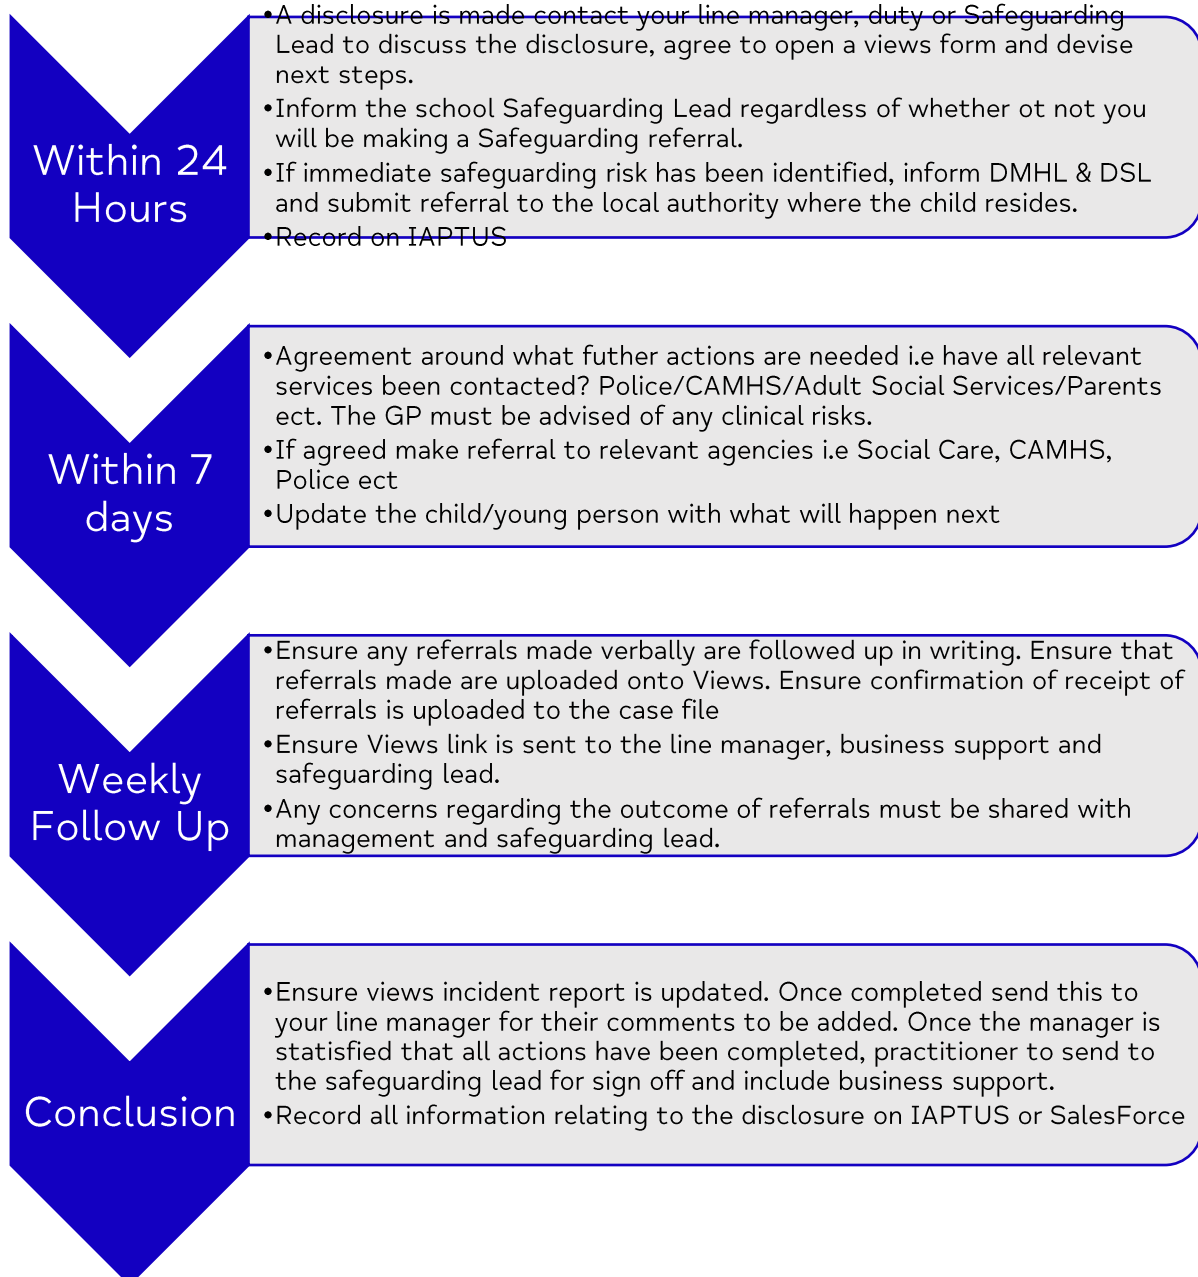 Within 24
Hours
•A disclosure is made contact your line manager, duty or Safeguarding
Lead to discuss the disclosure, agree to open a views form and devise
next steps.
•Inform the school Safeguarding Lead regardless of whether ot not you
will be making a Safeguarding referral.
•If immediate safeguarding risk has been identified, inform DMHL & DSL
and submit referral to the local authority where the child resides.
•Record on IAPTUS
Within 7
days
•Agreement around what futher actions are needed i.e have all relevant
services been contacted? Police/CAMHS/Adult Social Services/Parents
ect. The GP must be advised of any clinical risks.
•If agreed make referral to relevant agencies i.e Social Care, CAMHS,
Police ect
•Update the child/young person with what will happen next
Weekly
Follow Up
•Ensure any referrals made verbally are followed up in writing. Ensure that
referrals made are uploaded onto Views. Ensure confirmation of receipt of
referrals is uploaded to the case file
•Ensure Views link is sent to the line manager, business support and
safeguarding lead.
•Any concerns regarding the outcome of referrals must be shared with
management and safeguarding lead.
Conclusion
•Ensure views incident report is updated. Once completed send this to
your line manager for their comments to be added. Once the manager is
statisfied that all actions have been completed, practitioner to send to
the safeguarding lead for sign off and include business support.
•Record all information relating to the disclosure on IAPTUS or SalesForce